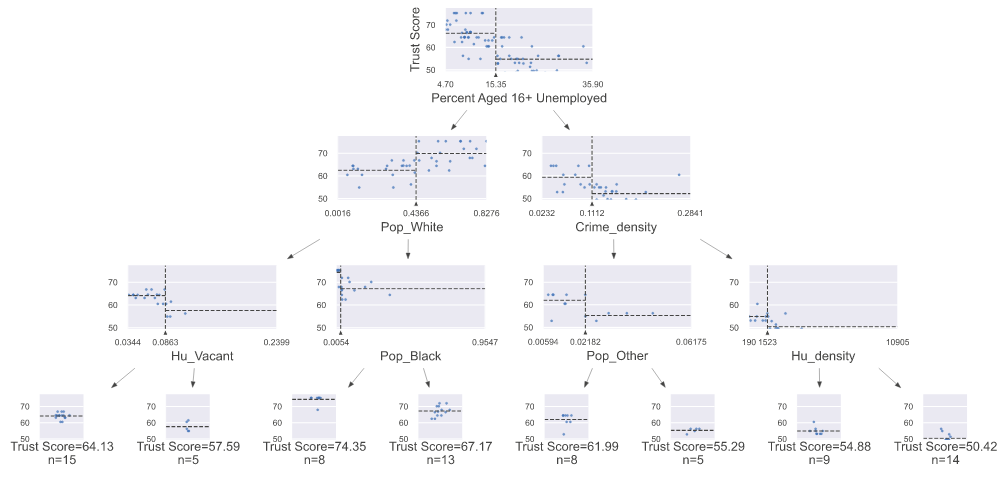 Trust Score
70
60
50
4.70 15.35 35.90
Percent Aged 16+ Unemployed
70
60
50
0.0016 0.4366 0.8276
Pop_White
70
60
50
0.0232 0.1112 0.2841
Crime_density
70
60
50
0.0344 0.0863 0.2399
Hu_Vacant
70
60
50
0.0054 0.9547
Pop_Black
70
60
50
0.00594 0.02182 0.06175
Pop_Other
70
60
50
190 1523 10905
Hu_density
70
60
50
Trust Score=64.13
n=15
70
60
50
Trust Score=57.59
n=5
70
60
50
Trust Score=74.35
n=8
70
60
50
Trust Score=67.17
n=13
70
60
50
Trust Score=61.99
n=8
70
60
50
Trust Score=55.29
n=5
70
60
50
Trust Score=54.88
n=9
70
60
50
Trust Score=50.42
n=14